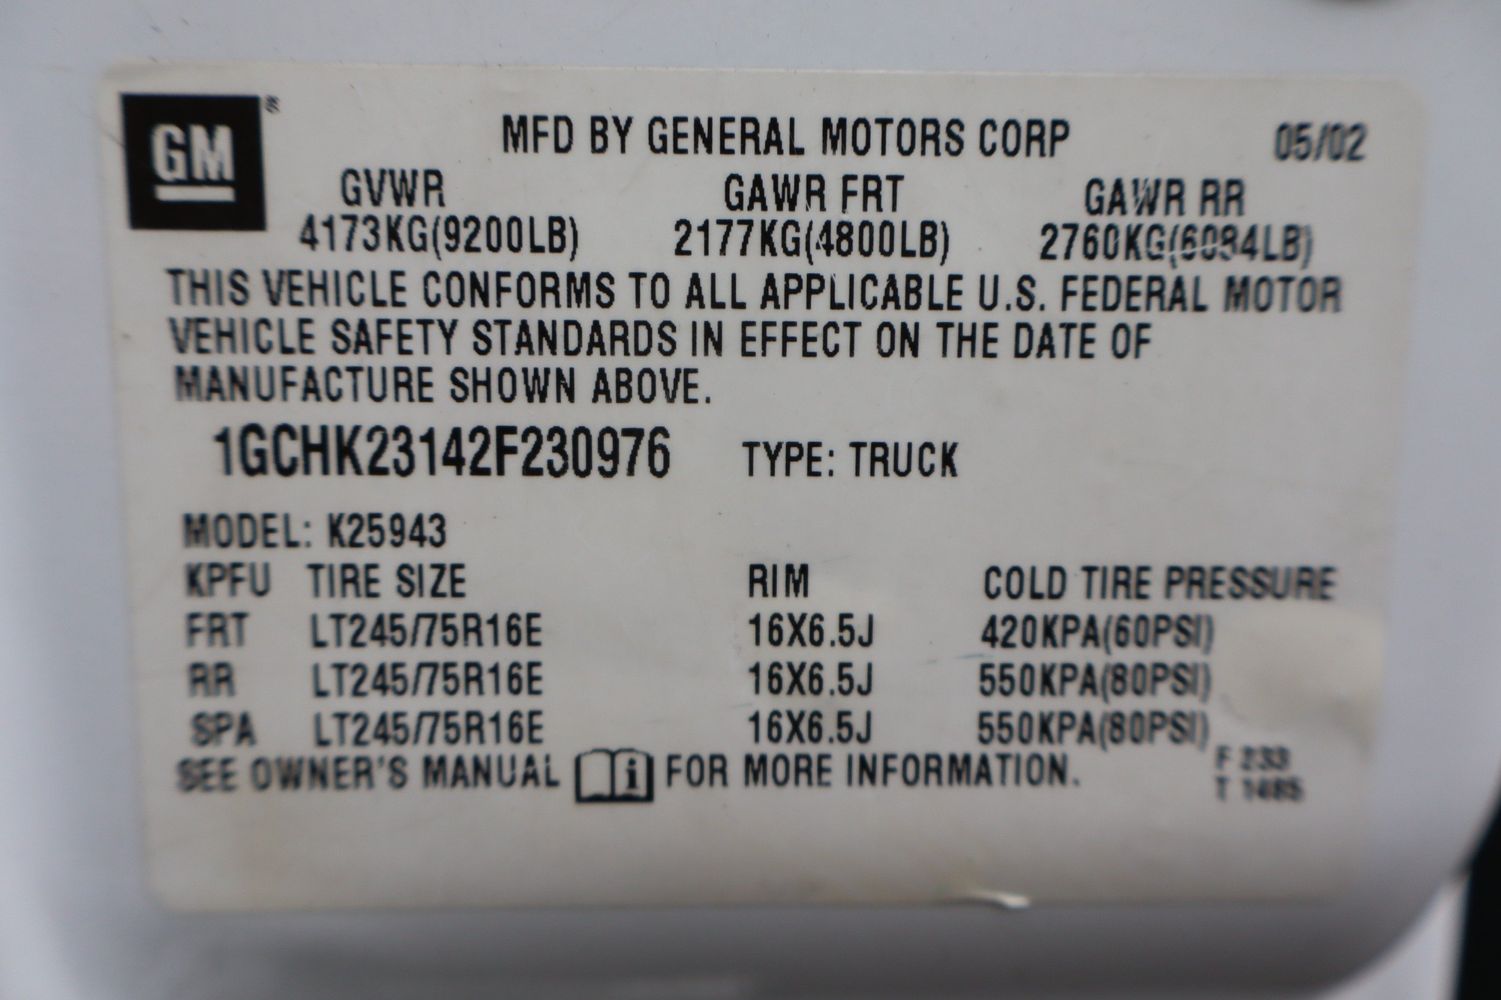 GM ®
MFD BY GENERAL MOTORS CORP 05/02
GVWR GAWR FRT GAWR RR
4173KG(9200LB) 2177KG(4800LB) 2760KG(6084LB)
THIS VEHICLE CONFORMS TO ALL APPLICABLE U.S. FEDERAL MOTOR
VEHICLE SAFETY STANDARDS IN EFFECT ON THE DATE OF
MANUFACTURE SHOWN ABOVE.
1GCHK23142F230976 TYPE: TRUCK
MODEL: K25943
KPFU TIRE SIZE RIM COLD TIRE PRESSURE
FRT LT245/75R16E 16X6.5J 420KPA(60PSI)
RR LT245/75R16E 16X6.5J 550KPA(80PSI)
SPA LT245/75R16E 16X6.5J 550KPA(80PSI)
SEE OWNER'S MANUAL i FOR MORE INFORMATION.
F 233
T 1485